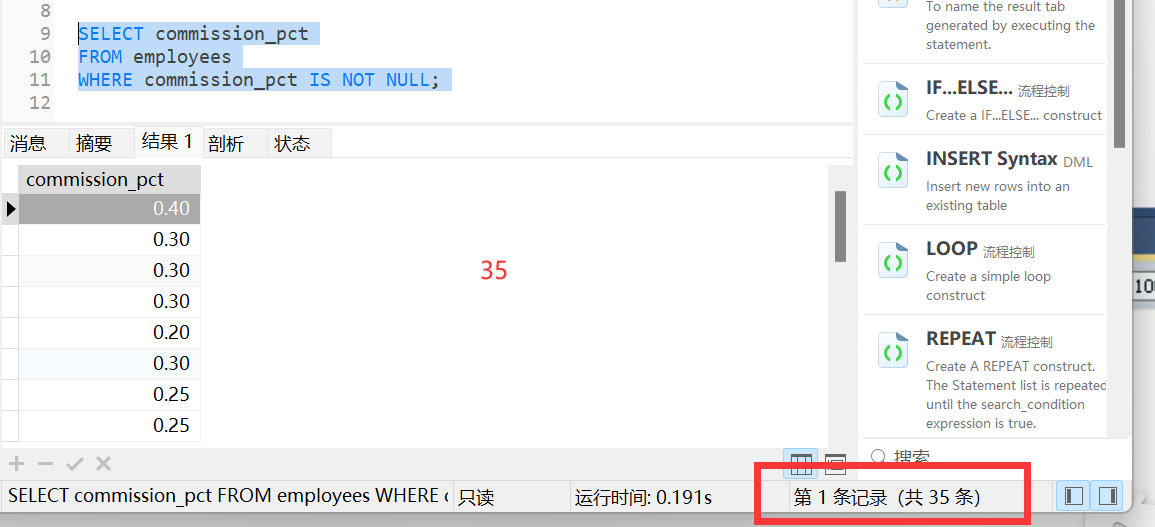 8
9 SELECT commission_pct
10 FROM employees
11 WHERE commission_pct IS NOT NULL;
12
消息 摘要 结果 1 剖析 状态
commission_pct
0.40
0.30
0.30
0.30
0.20
0.30
0.25
0.25
35
SELECT commission_pct FROM employees WHERE 只读 运行时间: 0.191s 第 1 条记录 (共 35 条)
To name the result tab
generated by executing the
statement.
IF...ELSE... 流程控制
Create a IF...ELSE... construct
INSERT Syntax DML
Insert new rows into an
existing table
LOOP 流程控制
Create a simple loop
construct
REPEAT 流程控制
Create A REPEAT construct.
The Statement list is repeated
until the search_condition
expression is true.
搜索